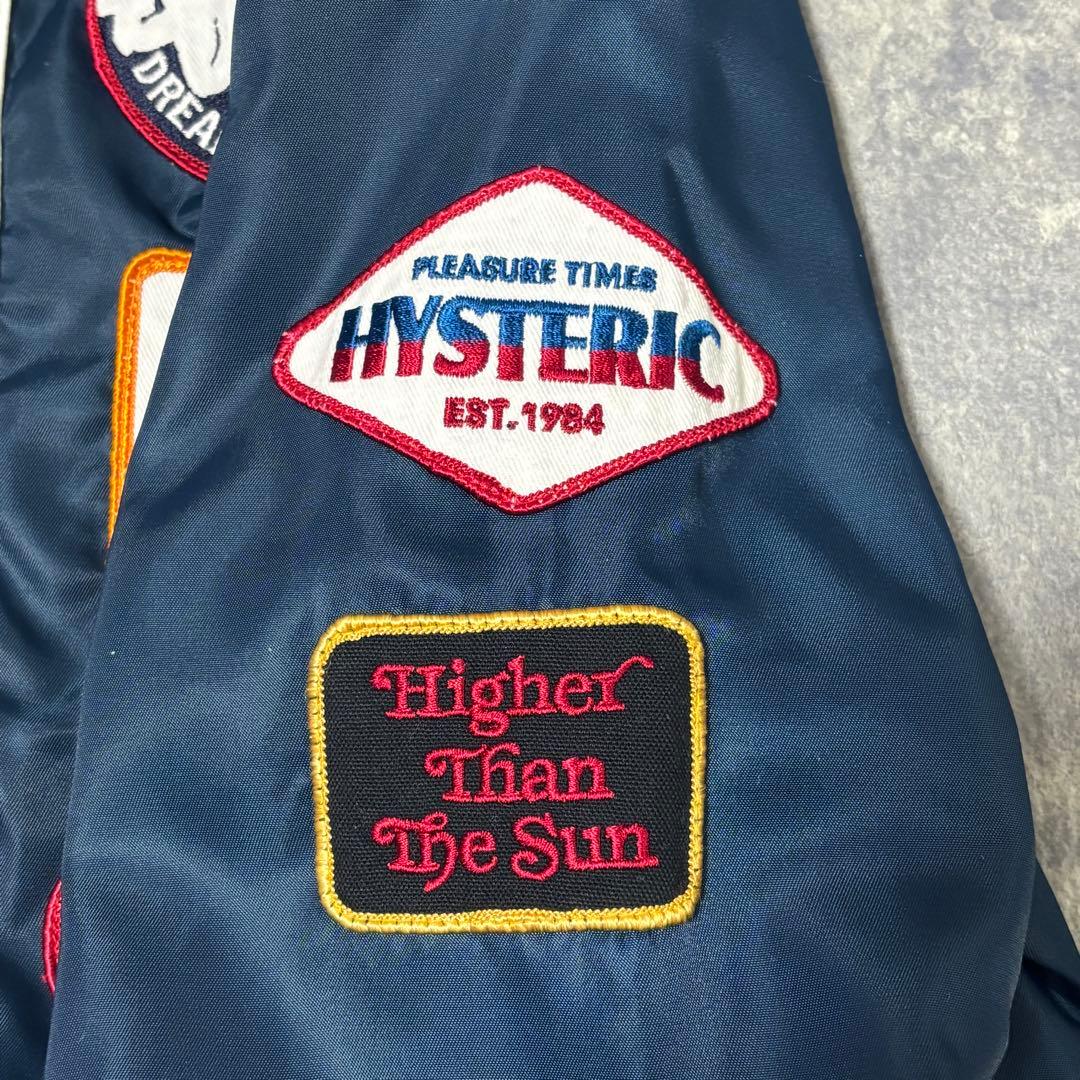 PLEASURE TIMES
HYSTERIC
EST.1984
Higher
Than
The Sun